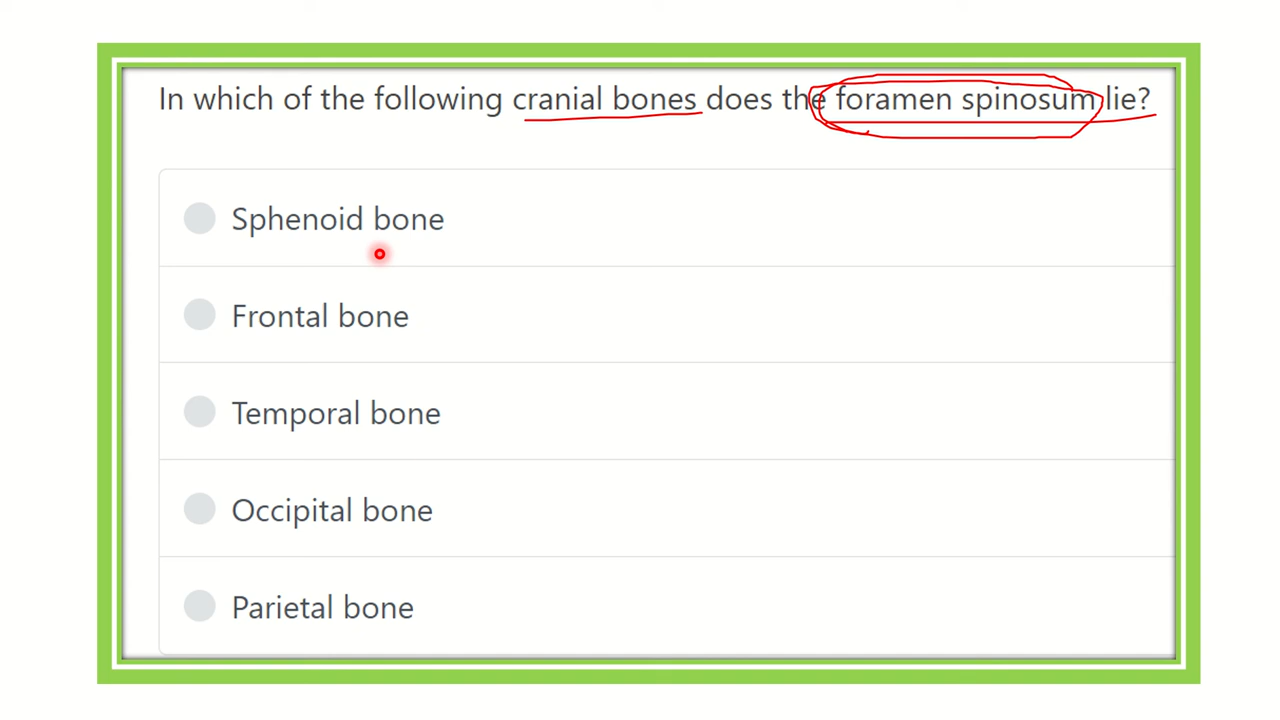 In which of the following cranial bones does the foramen spinosum lie?
Sphenoid bone
Frontal bone
Temporal bone
Occipital bone
Parietal bone